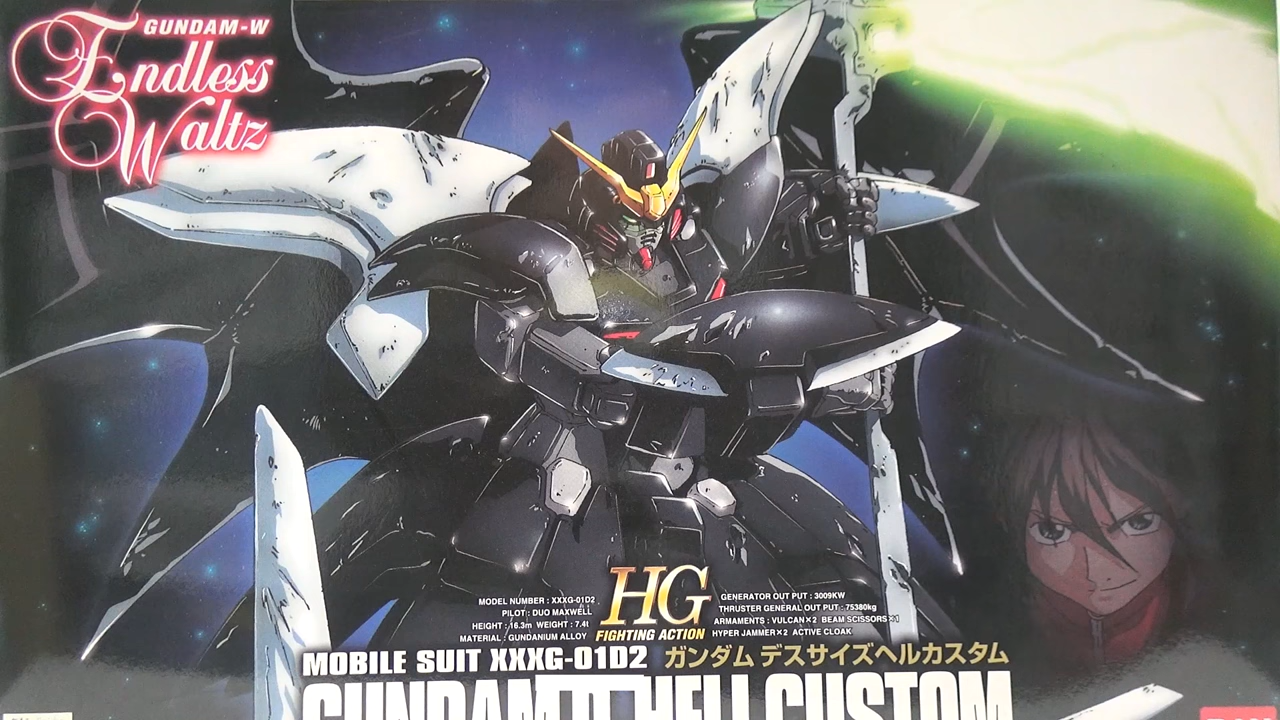 GUNDAM-W
Endless
Waltz
HG
FIGHTING ACTION
MODEL NUMBER : XXXG-01D2
PILOT : DUO MAXWELL
HEIGHT : 16.3m WEIGHT : 7.4t
MATERIAL : GUNDANIUM ALLOY
GENERATOR OUT PUT : 3009KW
THRUSTER GENERAL OUT PUT : 75380kg
ARMAMENTS : VULCAN×2 BEAM SCISSORS×1
HYPER JAMMER×2 ACTIVE CLOAK
MOBILE SUIT XXXG-01D2 ガンダム デスサイズヘルカスタム
GUNDAM D HELL CUSTOM